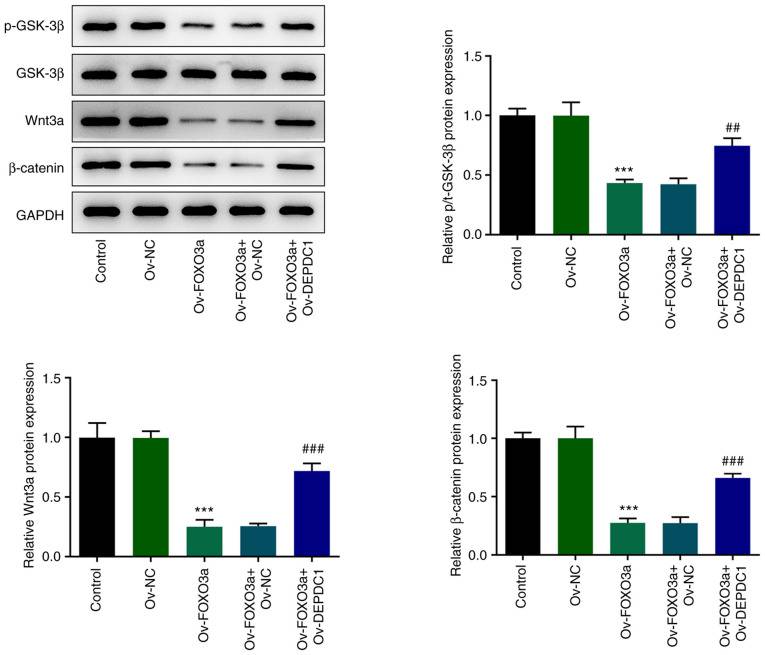 p-GSK-3β
GSK-3β
Wnt3a
β-catenin
GAPDH
Control
Ov-NC
Ov-FOXO3a
Ov-FOXO3a+
Ov-NC
Ov-FOXO3a+
Ov-DEPDC1
Relative p/t-GSK-3β protein expression
1.5
1.0
0.5
0.0
***
##
Control
Ov-NC
Ov-FOXO3a
Ov-FOXO3a+
Ov-NC
Ov-FOXO3a+
Ov-DEPDC1
Relative Wnt3a protein expression
1.5
1.0
0.5
0.0
***
###
Control
Ov-NC
Ov-FOXO3a
Ov-FOXO3a+
Ov-NC
Ov-FOXO3a+
Ov-DEPDC1
Relative β-catenin protein expression
1.5
1.0
0.5
0.0
***
###
Control
Ov-NC
Ov-FOXO3a
Ov-FOXO3a+
Ov-NC
Ov-FOXO3a+
Ov-DEPDC1